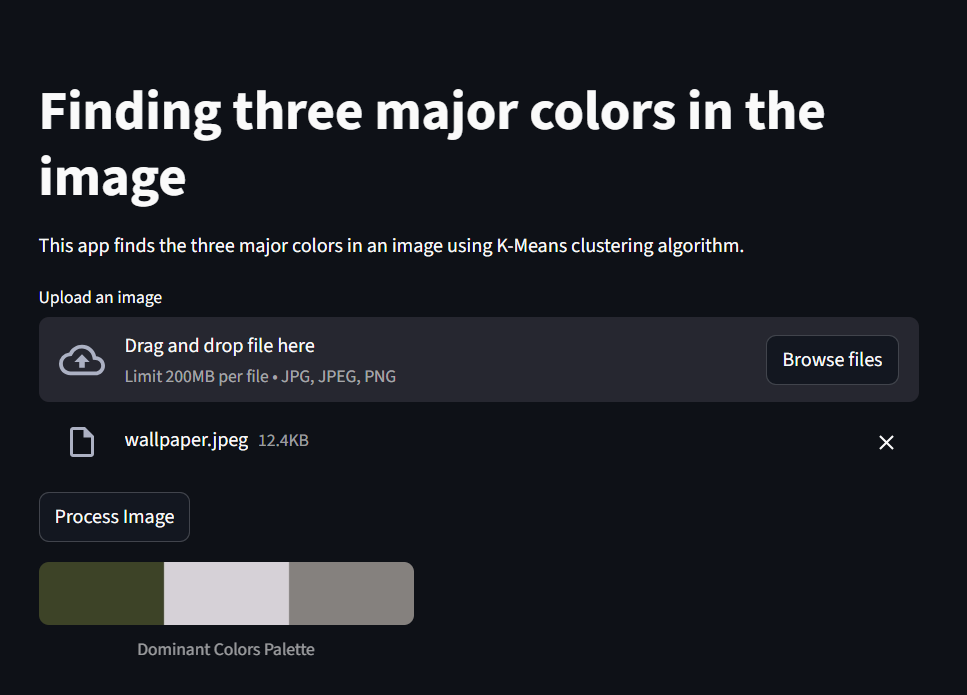 Finding three major colors in the
image
This app finds the three major colors in an image using K-Means clustering algorithm.
Upload an image
Drag and drop file here
Limit 200MB per file • JPG, JPEG, PNG
Browse files
wallpaper.jpeg 12.4KB
Process Image
Dominant Colors Palette